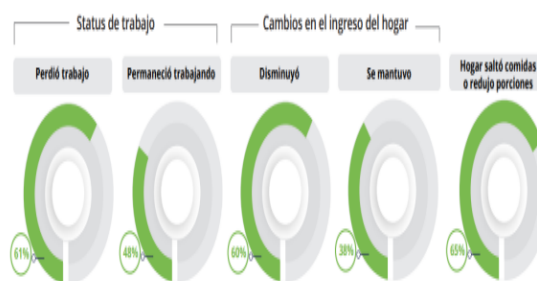 Status de trabajo
Cambios en el ingreso del hogar
Perdió trabajo
Permaneció trabajando
Disminuyó
Se mantuvo
Hogar saltó comidas
o redujo porciones
61%
48%
60%
38%
65%